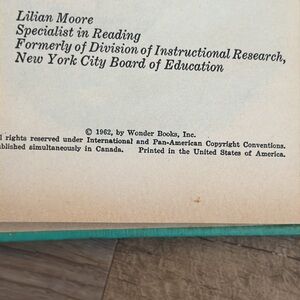 Lilian Moore
Specialist in Reading
Formerly of Division of Instructional Research,
New York City Board of Education
© 1962, by Wonder Books, Inc.
l rights reserved under International and Pan-American Copyright Conventions.
ublished simultaneously in Canada. Printed in the United States of America.